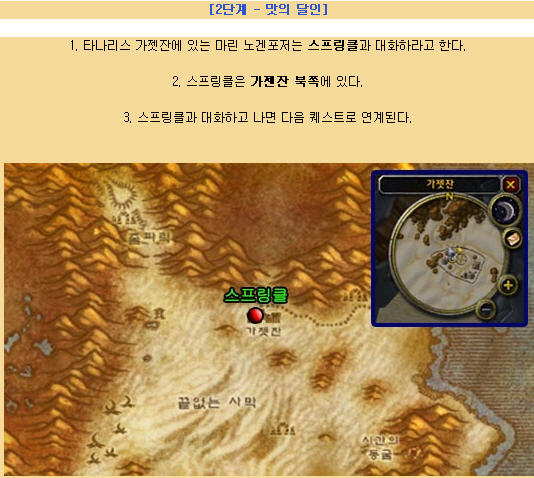 [2단계 - 맛의 달인]
1. 타나리스 가젯잔에 있는 마린 노겐포저는 스프링클과 대화하라고 한다.
2. 스프링클은 가젠잔 북쪽에 있다.
3. 스프링클과 대화하고 나면 다음 퀘스트로 연계된다.
가젯잔
N
줄파락
스프링클
가젯잔
끝없는 사막
시간의
동굴